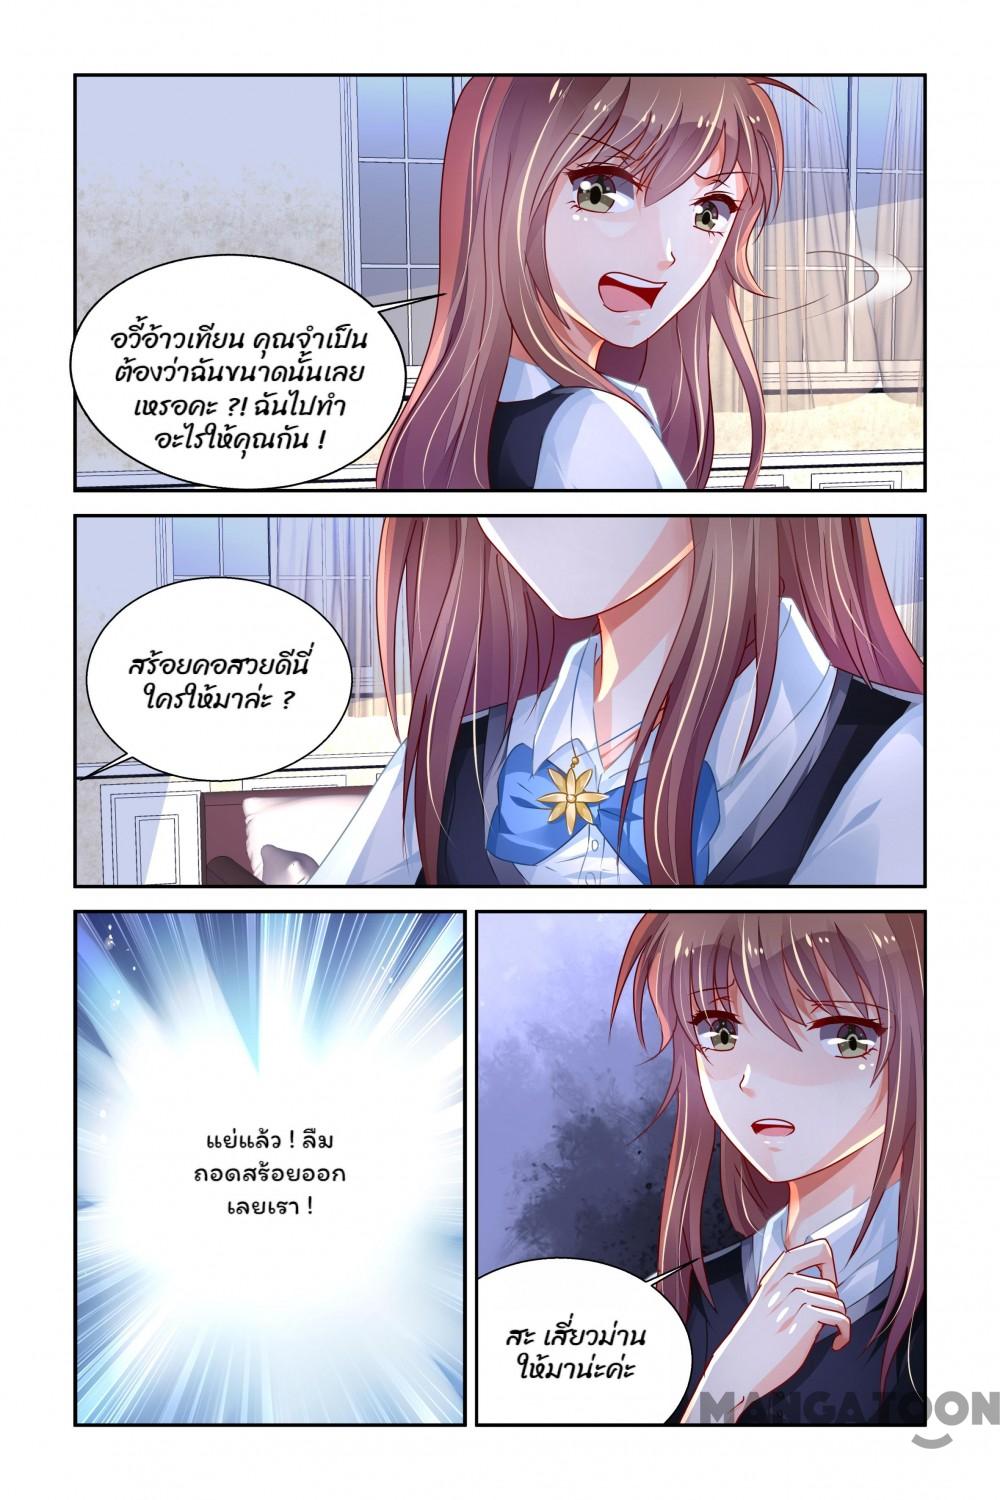 อวี้อ้าวเทียน คุณจำเป็น
ต้องว่าฉันขนาดนั้นเลย
เหรอคะ ?! ฉันไปทำ
อะไรให้คุณกัน !
สร้อยคอสวยดีนี่
ใครให้มาล่ะ ?
แย่แล้ว ! ลืม
ถอดสร้อยออก
เลยเรา !
สะ เสี่ยวม่าน
ให้มาน่ะค่ะ
MANGATOON